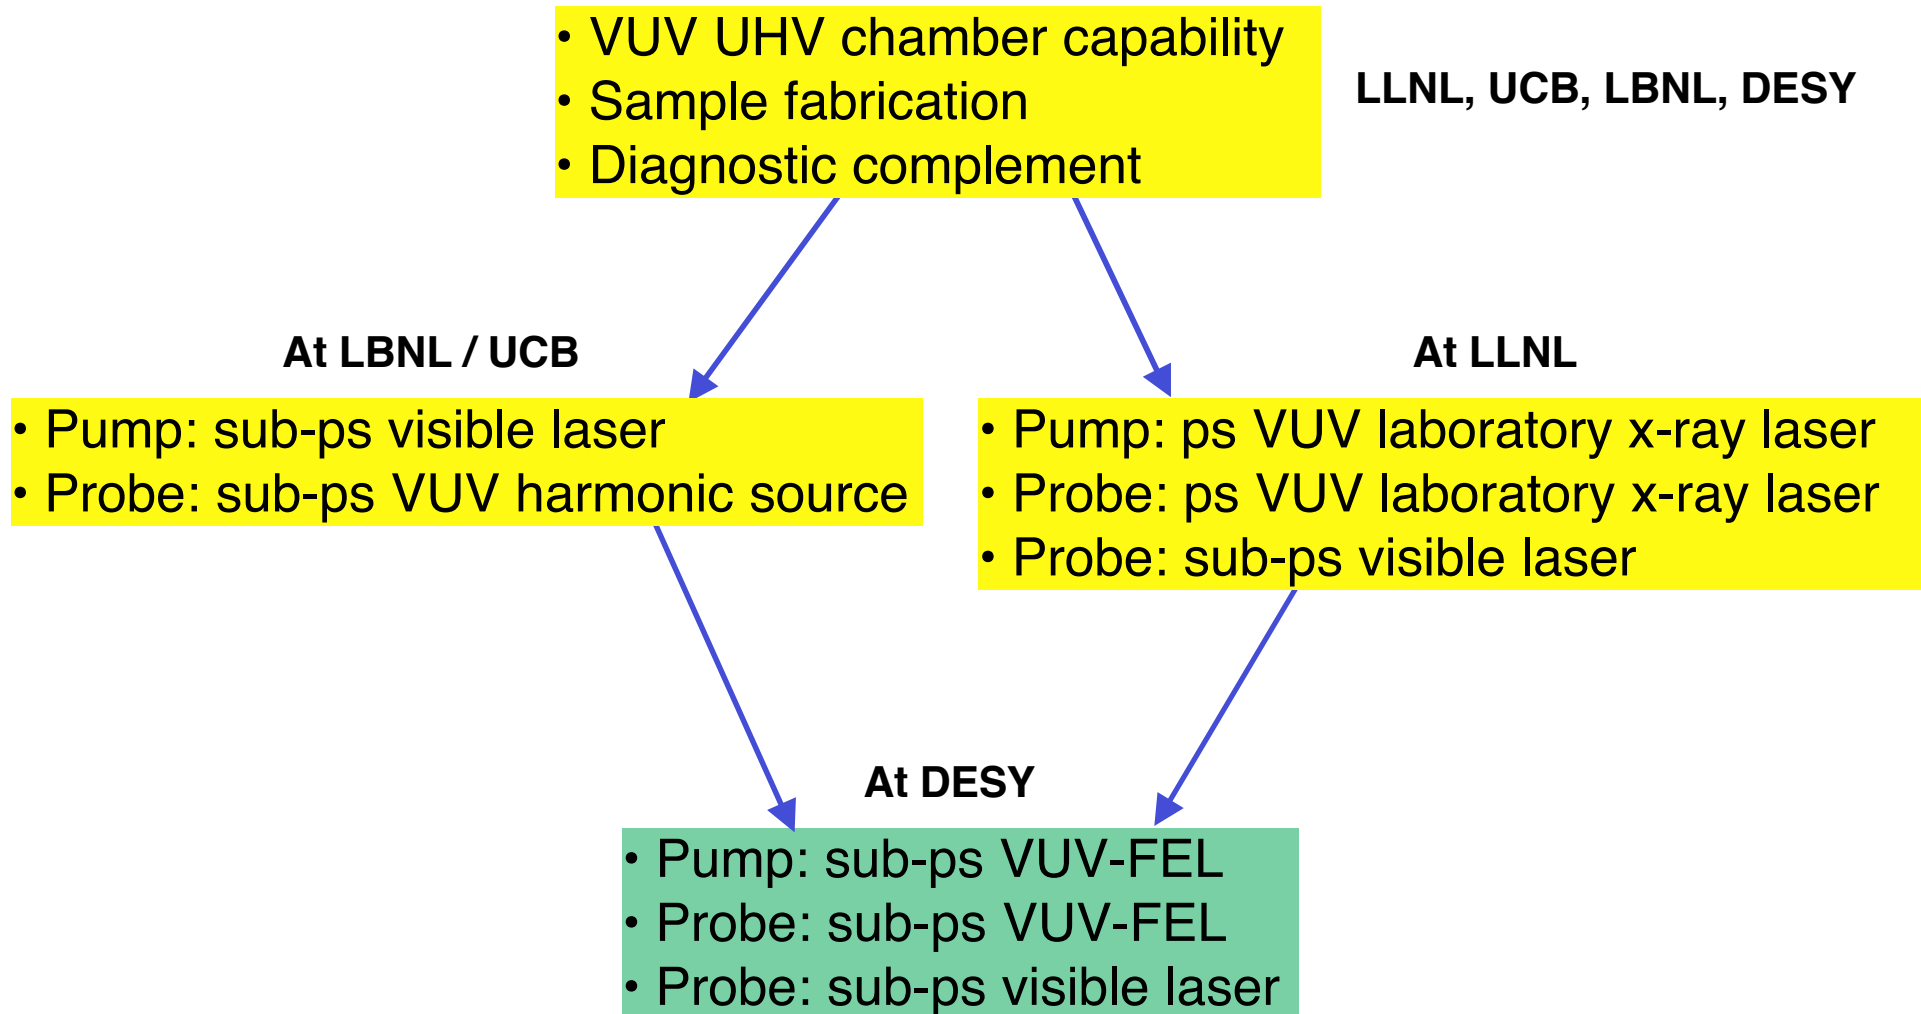 • VUV UHV chamber capability
• Sample fabrication
• Diagnostic complement
LLNL, UCB, LBNL, DESY
At LBNL / UCB
• Pump: sub-ps visible laser
• Probe: sub-ps VUV harmonic source
At LLNL
• Pump: ps VUV laboratory x-ray laser
• Probe: ps VUV laboratory x-ray laser
• Probe: sub-ps visible laser
At DESY
• Pump: sub-ps VUV-FEL
• Probe: sub-ps VUV-FEL
• Probe: sub-ps visible laser